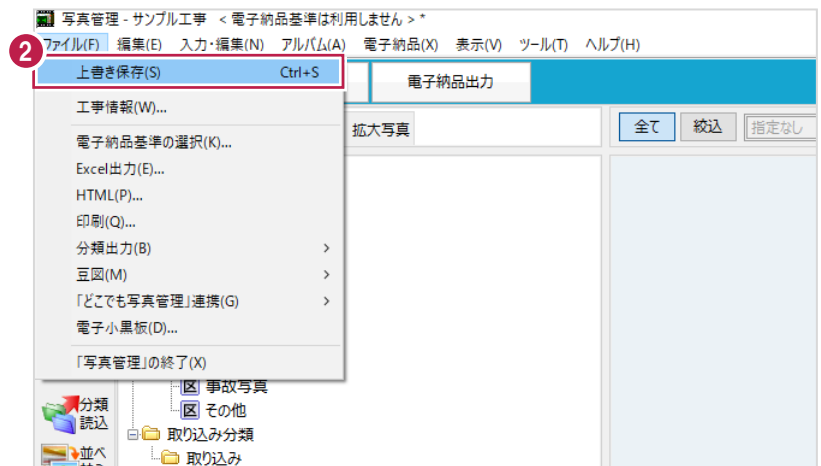 写真管理 - サンプル工事 < 電子納品基準は利用しません > *
ファイル(F) 編集(E) 入力・編集(N) アルバム(A) 電子納品(X) 表示(V) ツール(T) ヘルプ(H)
2
上書き保存(S) Ctrl+S
電子納品出力
工事情報(W)...
拡大写真
全て 絞込 指定なし
電子納品基準の選択(K)...
Excel出力(E)...
HTML(P)...
印刷(Q)...
分類出力(B)
豆図(M)
「どこでも写真管理」連携(G)
電子小黒板(D)...
「写真管理」の終了(X)
区 事故写真
分類
読込
区 その他
取り込み分類
並べ
取り込み